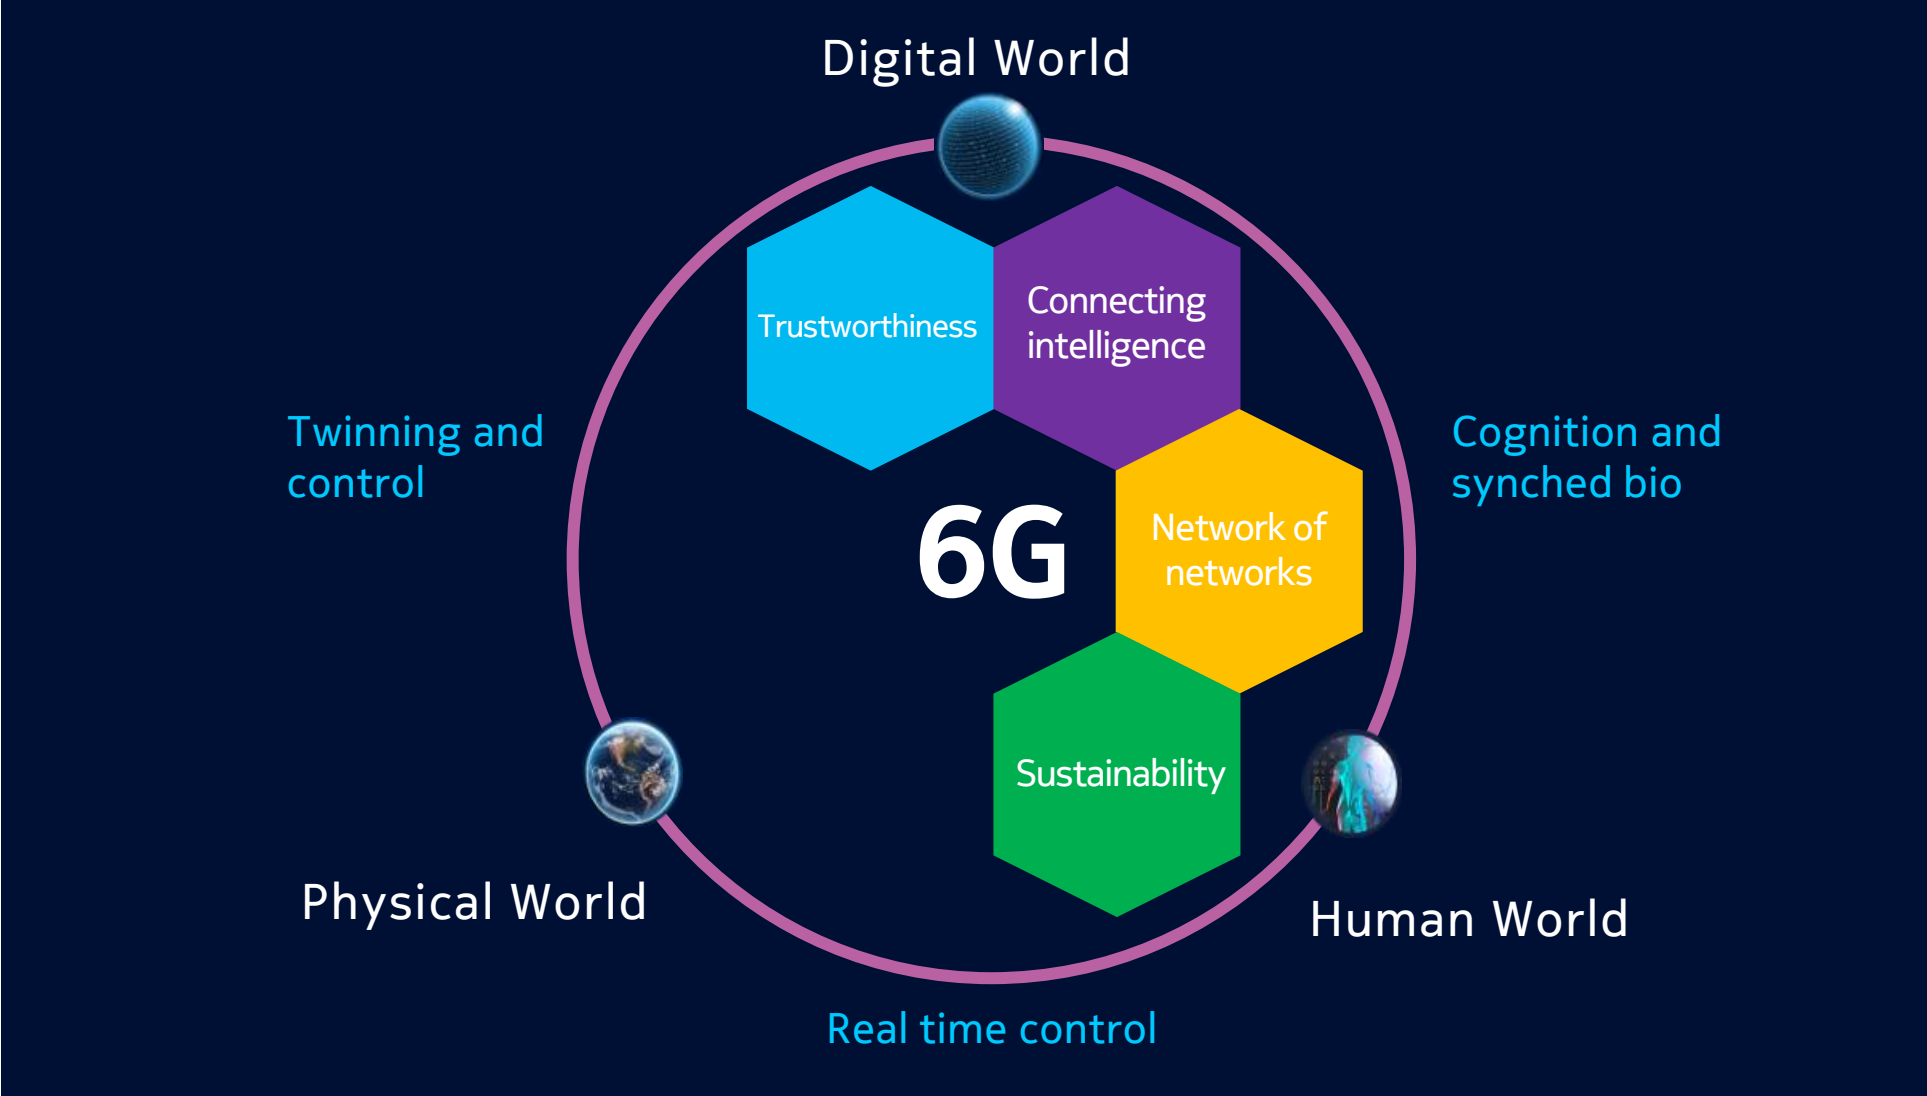 Digital World
Trustworthiness
Connecting
intelligence
Twinning and
control
Cognition and
synched bio
6G
Network of
networks
Sustainability
Physical World
Human World
Real time control